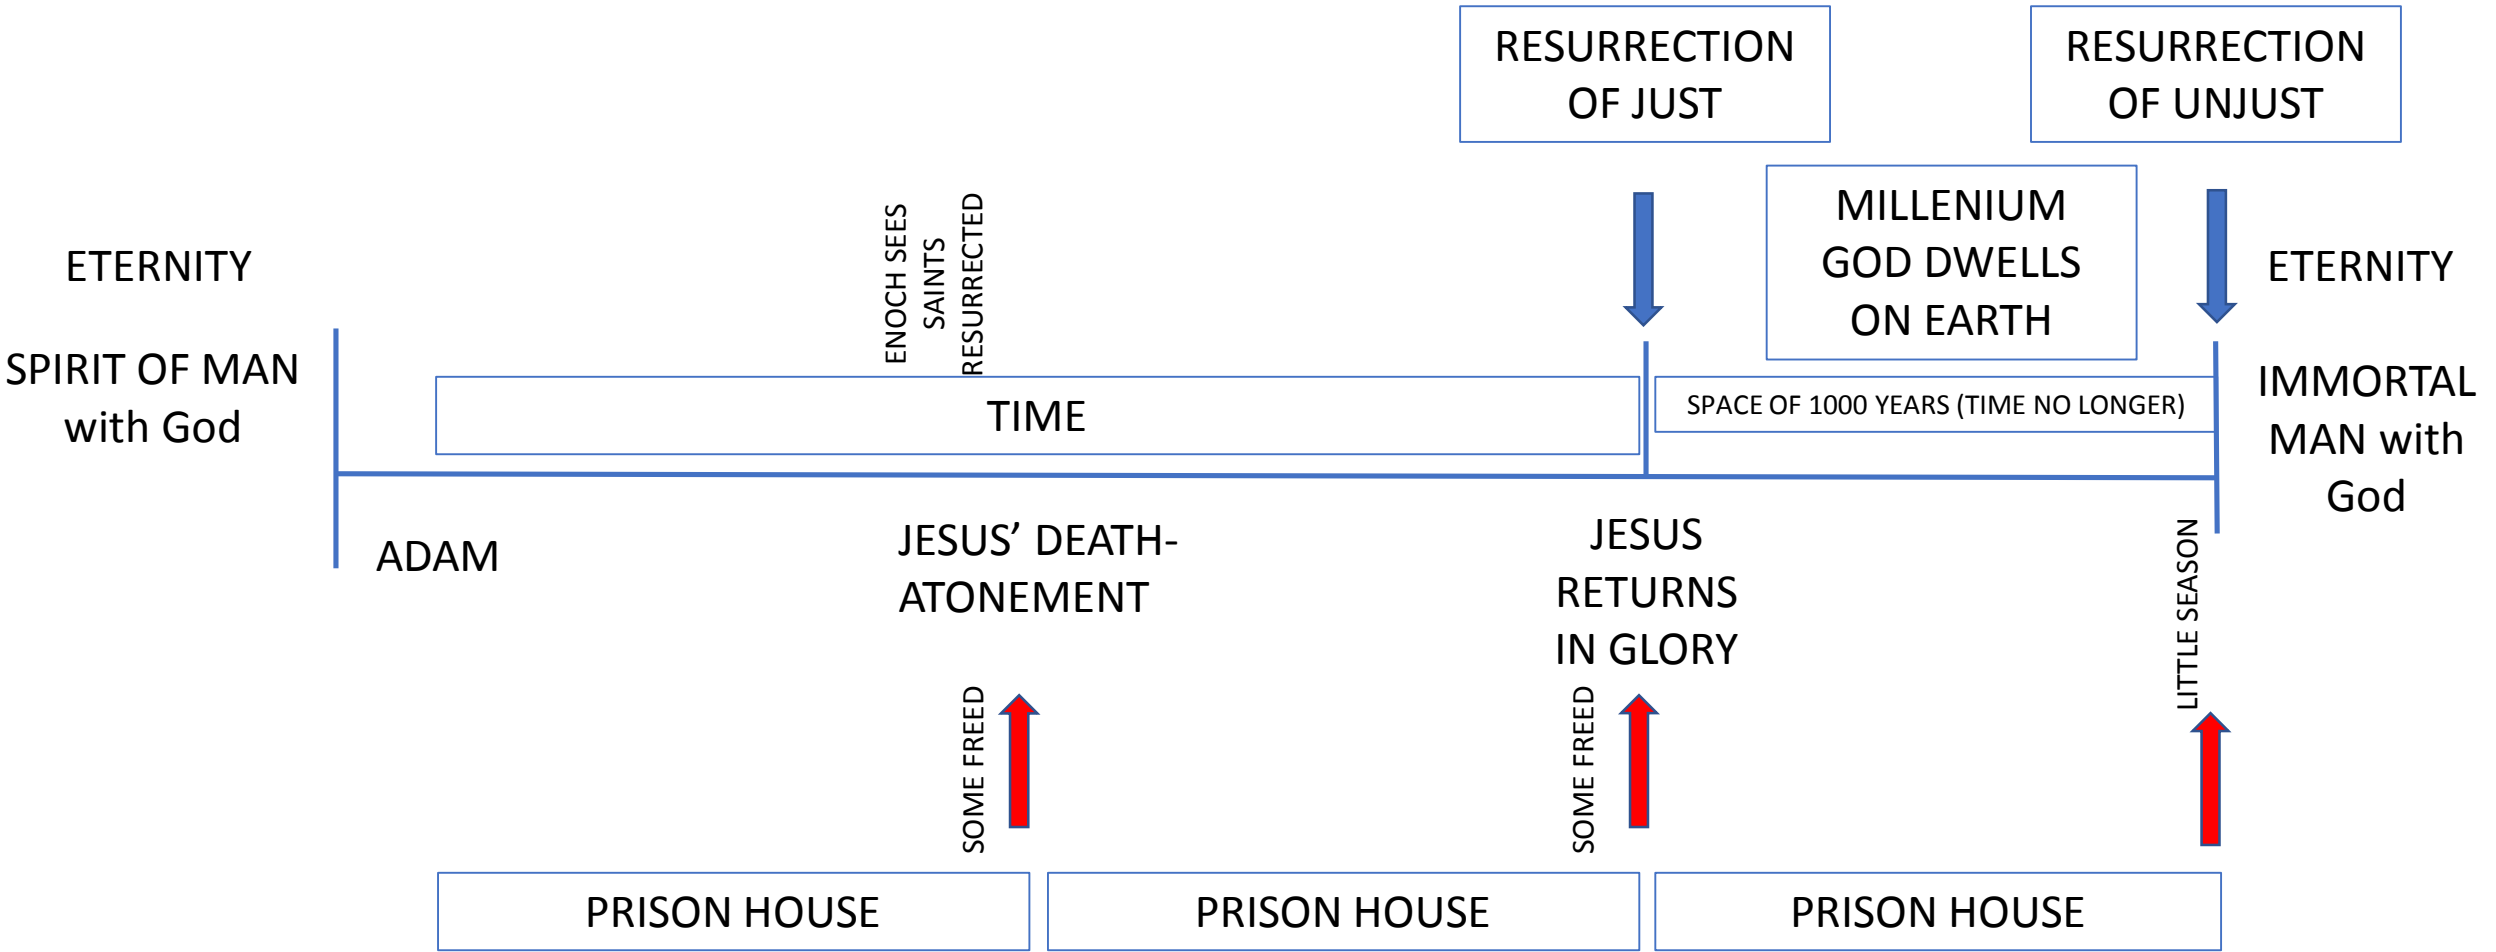 RESURRECTION
OF JUST
RESURRECTION
OF UNJUST
MILLENIUM
GOD DWELLS
ON EARTH
ENOCH SEES
SAINTS
RESURRECTED
ETERNITY
SPIRIT OF MAN
with God
ETERNITY
IMMORTAL
MAN with
God
TIME
SPACE OF 1000 YEARS (TIME NO LONGER)
ADAM
JESUS’ DEATH-
ATONEMENT
JESUS
RETURNS
IN GLORY
LITTLE SEASON
SOME FREED
SOME FREED
PRISON HOUSE
PRISON HOUSE
PRISON HOUSE